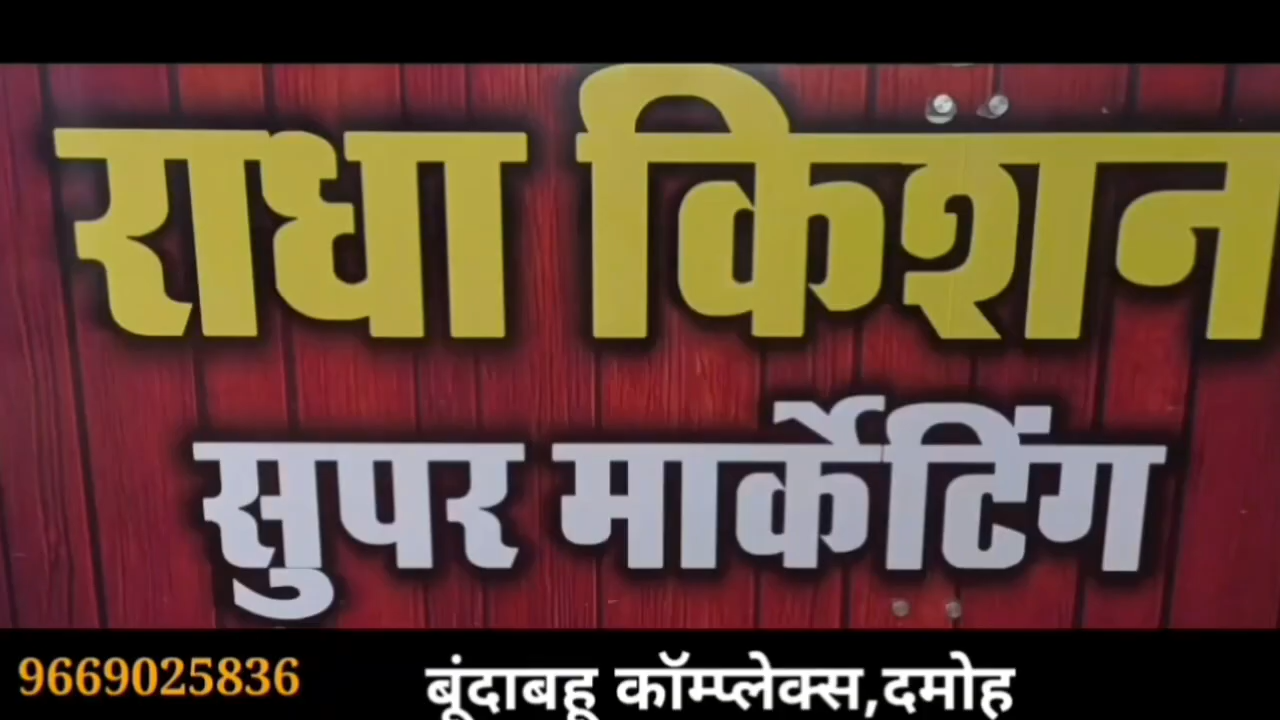 राधा किशन
सुपर मार्केटिंग
9669025836 बूंदाबहू कॉम्प्लेक्स,दमोह